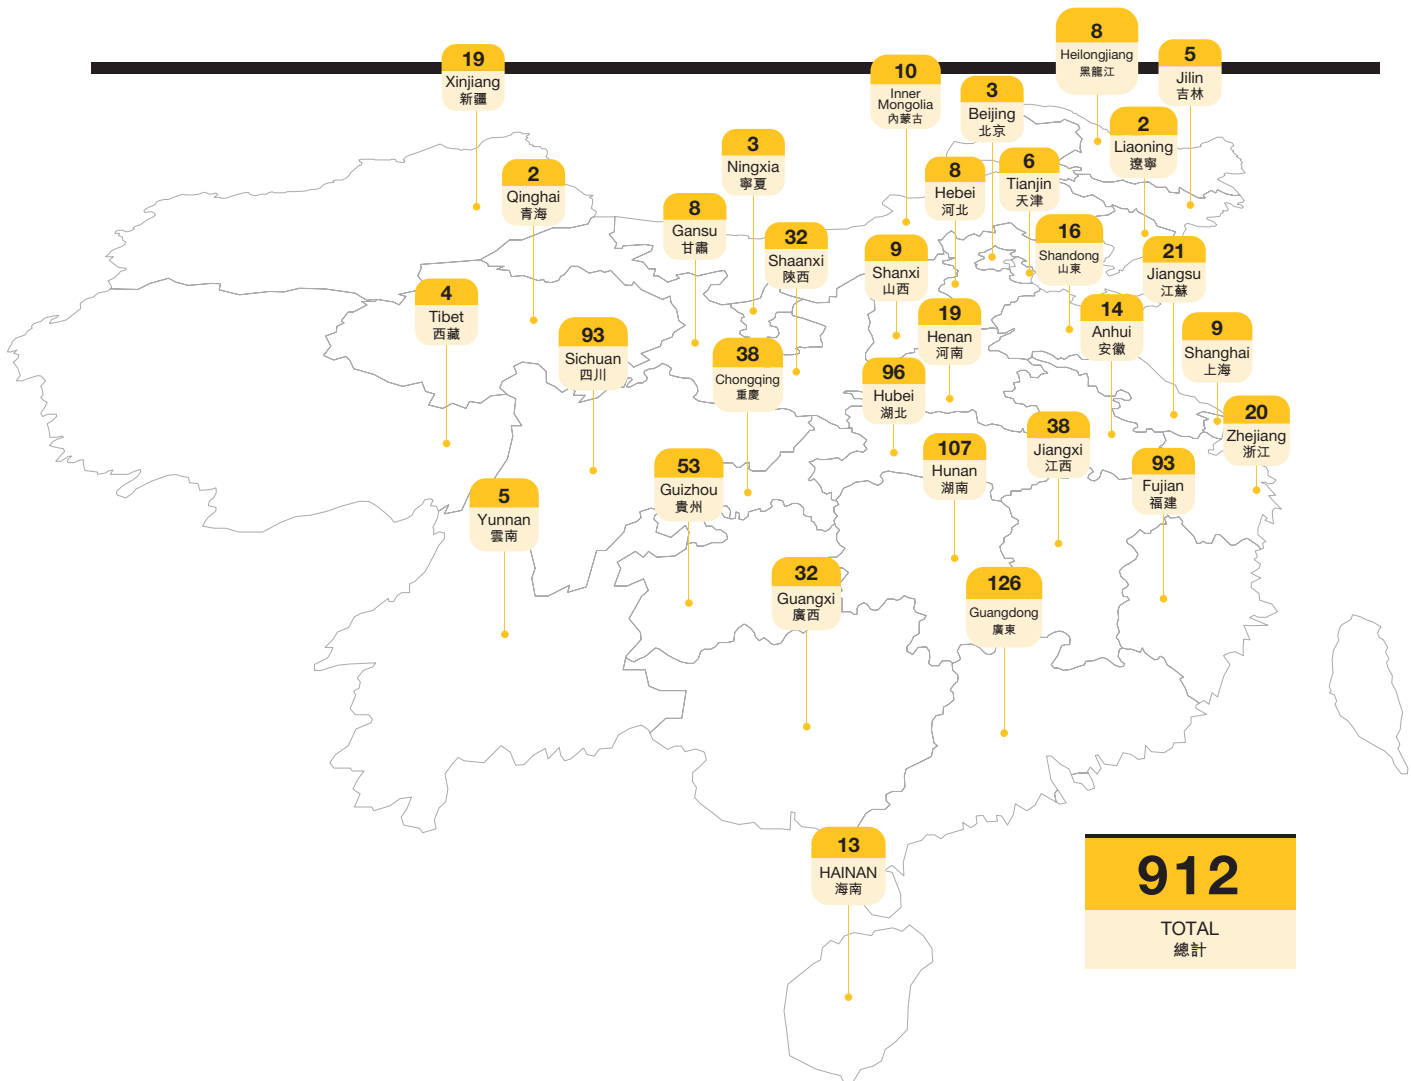 8
Heilongjiang
黑龍江
19
Xinjiang
新疆
5
Jilin
吉林
10
Inner
Mongolia
內蒙古
3
Beijing
北京
2
Liaoning
遼寧
3
Ningxia
寧夏
6
Tianjin
天津
8
Hebei
河北
2
Qinghai
青海
8
Gansu
甘肅
16
Shandong
山東
32
Shaanxi
陝西
9
Shanxi
山西
21
Jiangsu
江蘇
4
Tibet
西藏
14
Anhui
安徽
19
Henan
河南
9
Shanghai
上海
93
Sichuan
四川
38
Chongqing
重慶
96
Hubei
湖北
20
Zhejiang
浙江
38
Jiangxi
江西
107
Hunan
湖南
53
Guizhou
貴州
93
Fujian
福建
5
Yunnan
雲南
32
Guangxi
廣西
126
Guangdong
廣東
13
HAINAN
海南
912
TOTAL
總計